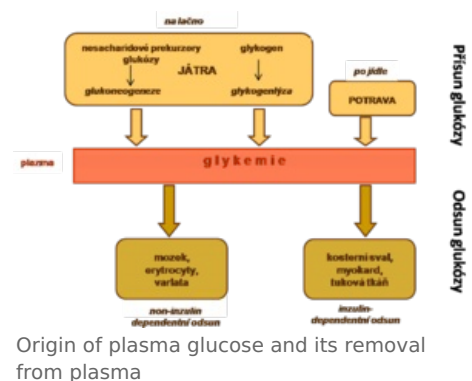 na lačno
nesacharidové prekurzory
glukózy
glykogen
JÁTRA
glukoneogeneze
glykogenlýza
po jídle
POTRAVA
Přísun glukózy
plazma
glykemie
Odsun glukózy
mozek,
erytrocyty,
varlata
kosterní sval,
myokard,
tuková tkáň
non-inzulin
dependentní odsun
inzulin-
dependentní odsun
Origin of plasma glucose and its removal
from plasma